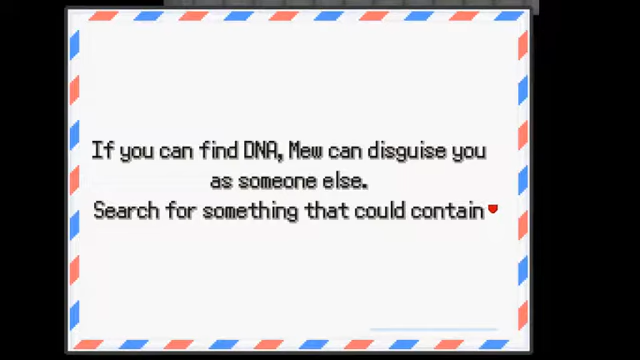 If you can find DNA, Mew can disguise you
as someone else.
Search for something that could contain